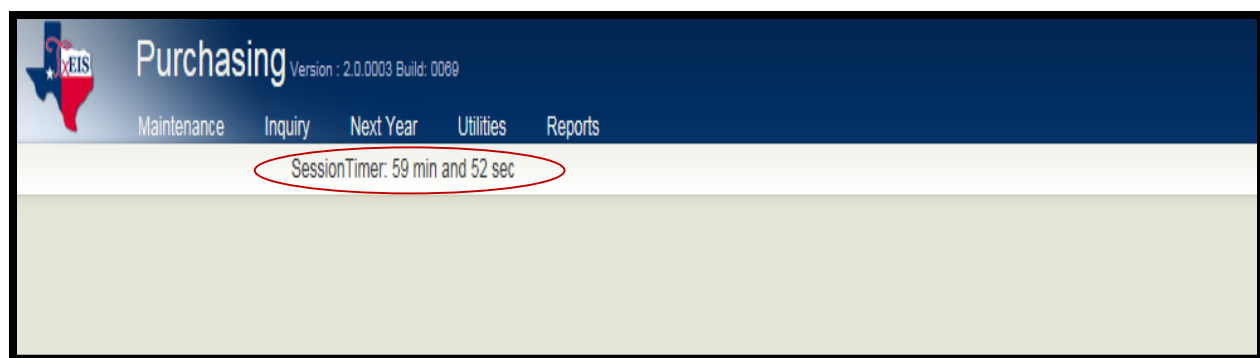 TxEIS
Purchasing Version : 2.0.0003 Build: 0069
Maintenance Inquiry Next Year Utilities Reports
SessionTimer: 59 min and 52 sec